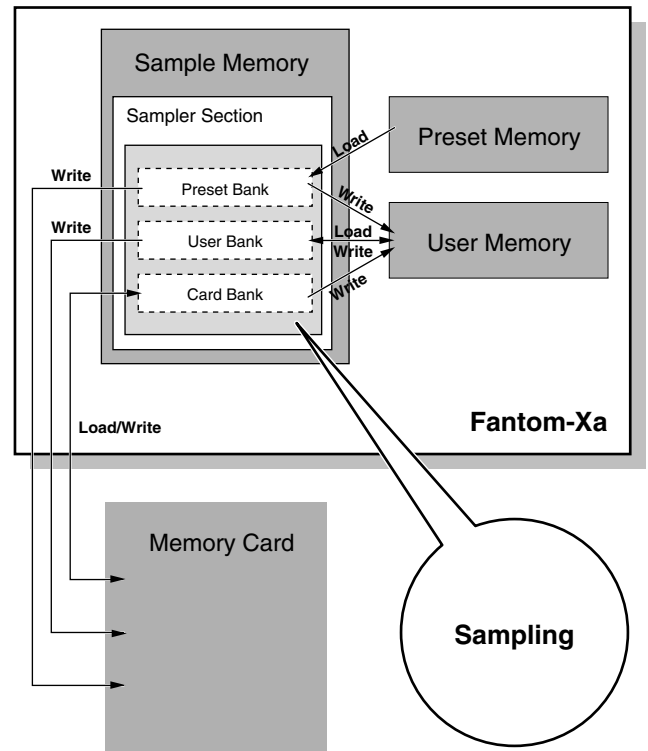 Sample Memory
Sampler Section
Preset Memory
Load
Write
Preset Bank
Write
Write
User Bank
Load
Write
User Memory
Card Bank
Write
Load/Write
Fantom-Xa
Memory Card
Sampling